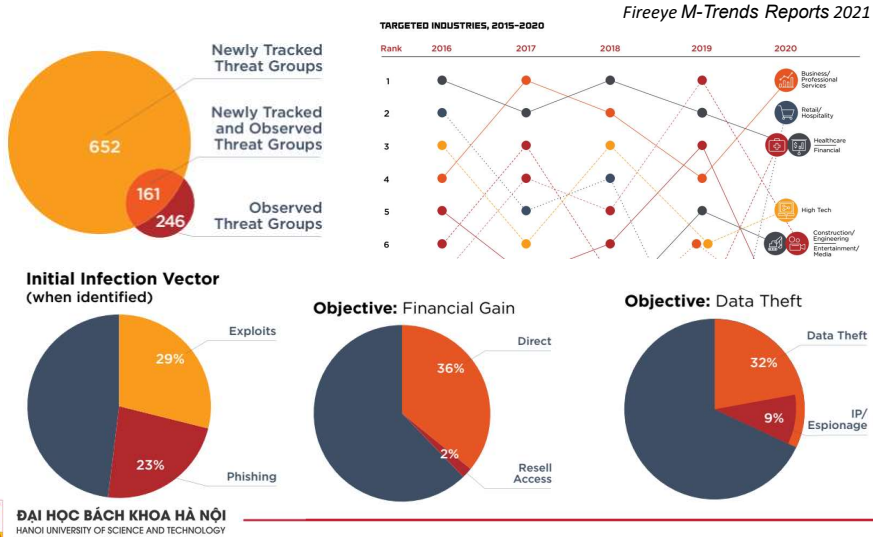 Fireeye M-Trends Reports 2021
Newly Tracked
Threat Groups
Newly Tracked
and Observed
Threat Groups
Observed
Threat Groups
652
161
246
TARGETED INDUSTRIES, 2015–2020
Rank 2016 2017 2018 2019 2020
1
2
3
4
5
6
Business/
Professional
Services
Retail/
Hospitality
Healthcare
Financial
High Tech
Construction/
Engineering
Entertainment/
Media
Initial Infection Vector
(when identified)
Exploits
29%
23%
Phishing
Objective: Financial Gain
Direct
36%
2%
Resell
Access
Objective: Data Theft
Data Theft
32%
9%
IP/
Espionage
ĐẠI HỌC BÁCH KHOA HÀ NỘI
HANOI UNIVERSITY OF SCIENCE AND TECHNOLOGY